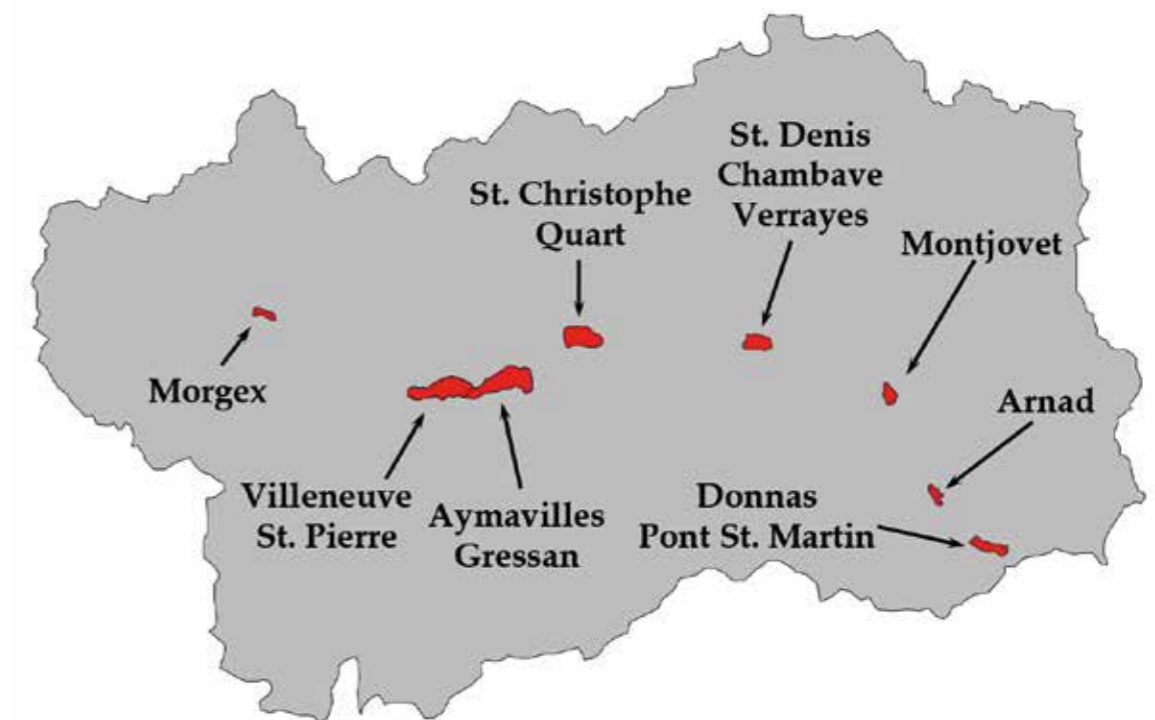 St. Denis
Chambave
Verrayes
St. Christophe
Quart
Montjovet
Morgex
Arnad
Villeneuve
St. Pierre
Aymavilles
Gressan
Donnas
Pont St. Martin